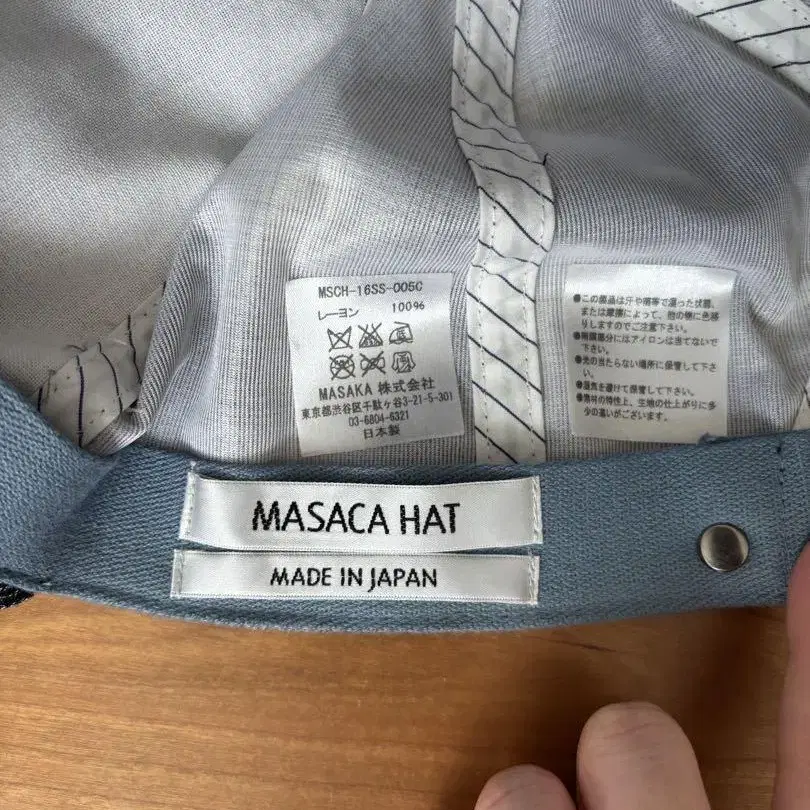 MSCH-16SS-005C
レーヨン 100%
MASAKA 株式会社
東京都渋谷区千駄ヶ谷3-21-5-301
03-6804-6321
日本製
●この商品は汗や雨等で湿った状態、
または摩擦によって、他の物に色移
りしますのでご注意下さい。
●附属部分にはアイロンは当てないで
下さい。
●光の当たらない場所に保管して下さ
い。
●湿気を避けて保管して下さい。
●素材の特性上、生地の仕上がりに多
少の違いがございます。
MASACA HAT
MADE IN JAPAN